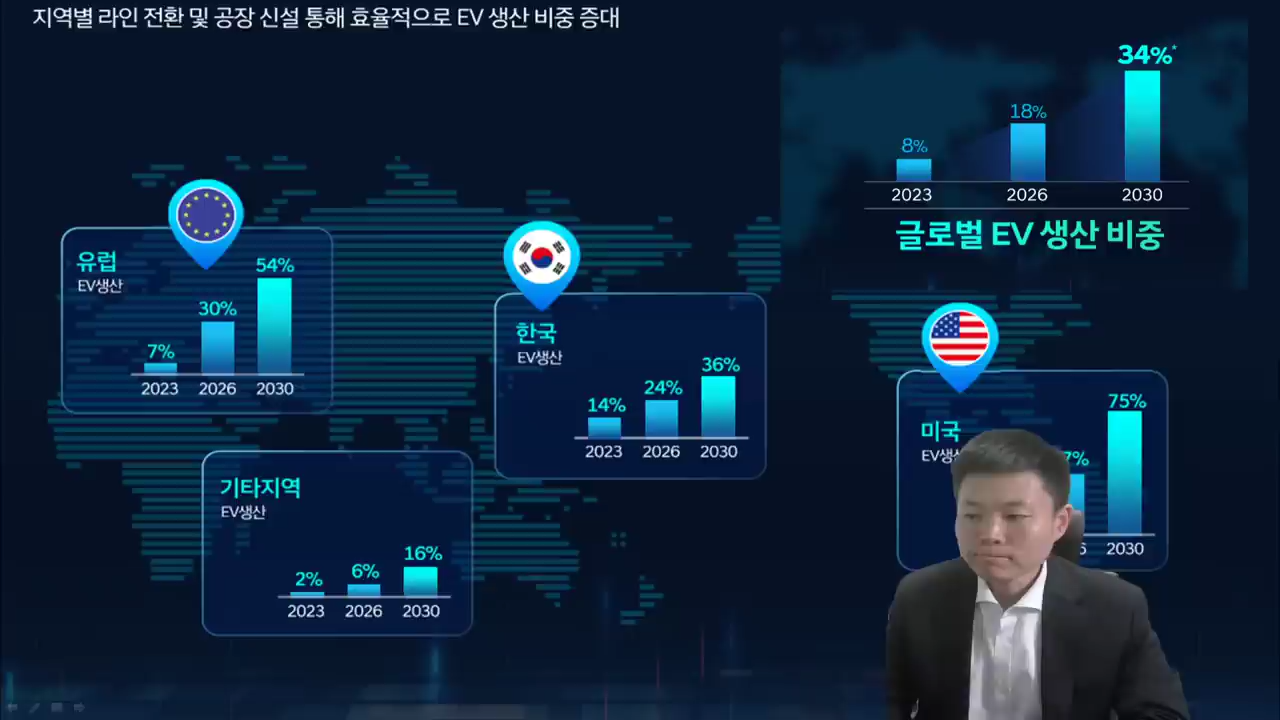 지역별 라인 전환 및 공장 신설 통해 효율적으로 EV 생산 비중 증대
34%*
18%
8%
2023 2026 2030
글로벌 EV 생산 비중
유럽
EV생산
54%
30%
7%
2023 2026 2030
한국
EV생산
36%
24%
14%
2023 2026 2030
미국
75%
2030
기타지역
EV생산
16%
6%
2%
2023 2026 2030